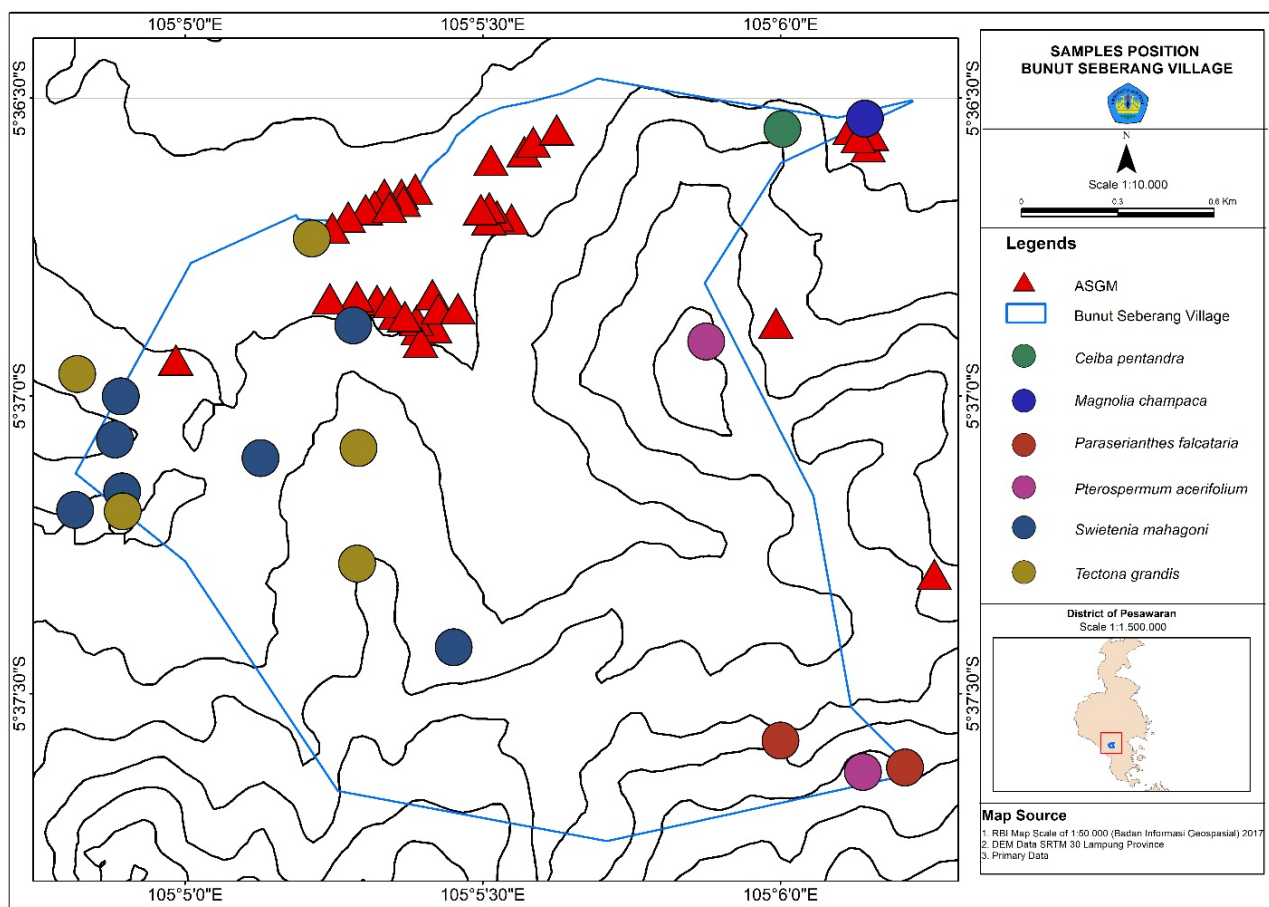 105°5'0"E 105°5'30"E 105°6'0"E
5°36'30"S 5°36'30"S
5°37'0"S 5°37'0"S
5°37'30"S 5°37'30"S
105°5'0"E 105°5'30"E 105°6'0"E
SAMPLES POSITION
BUNUT SEBERANG VILLAGE
N
Scale 1:10.000
0 0.3 0.6 Km
Legends
ASGM
Bunut Seberang Village
Ceiba pentandra
Magnolia champaca
Paraserianthes falcataria
Pterospermum acerifolium
Swietenia mahagoni
Tectona grandis
District of Pesawaran
Scale 1:1.500.000
Map Source
1. RBI Map Scale of 1:50.000 (Badan Informasi Geospasial) 2017
2. DEM Data SRTM 30 Lampung Province
3. Primary Data